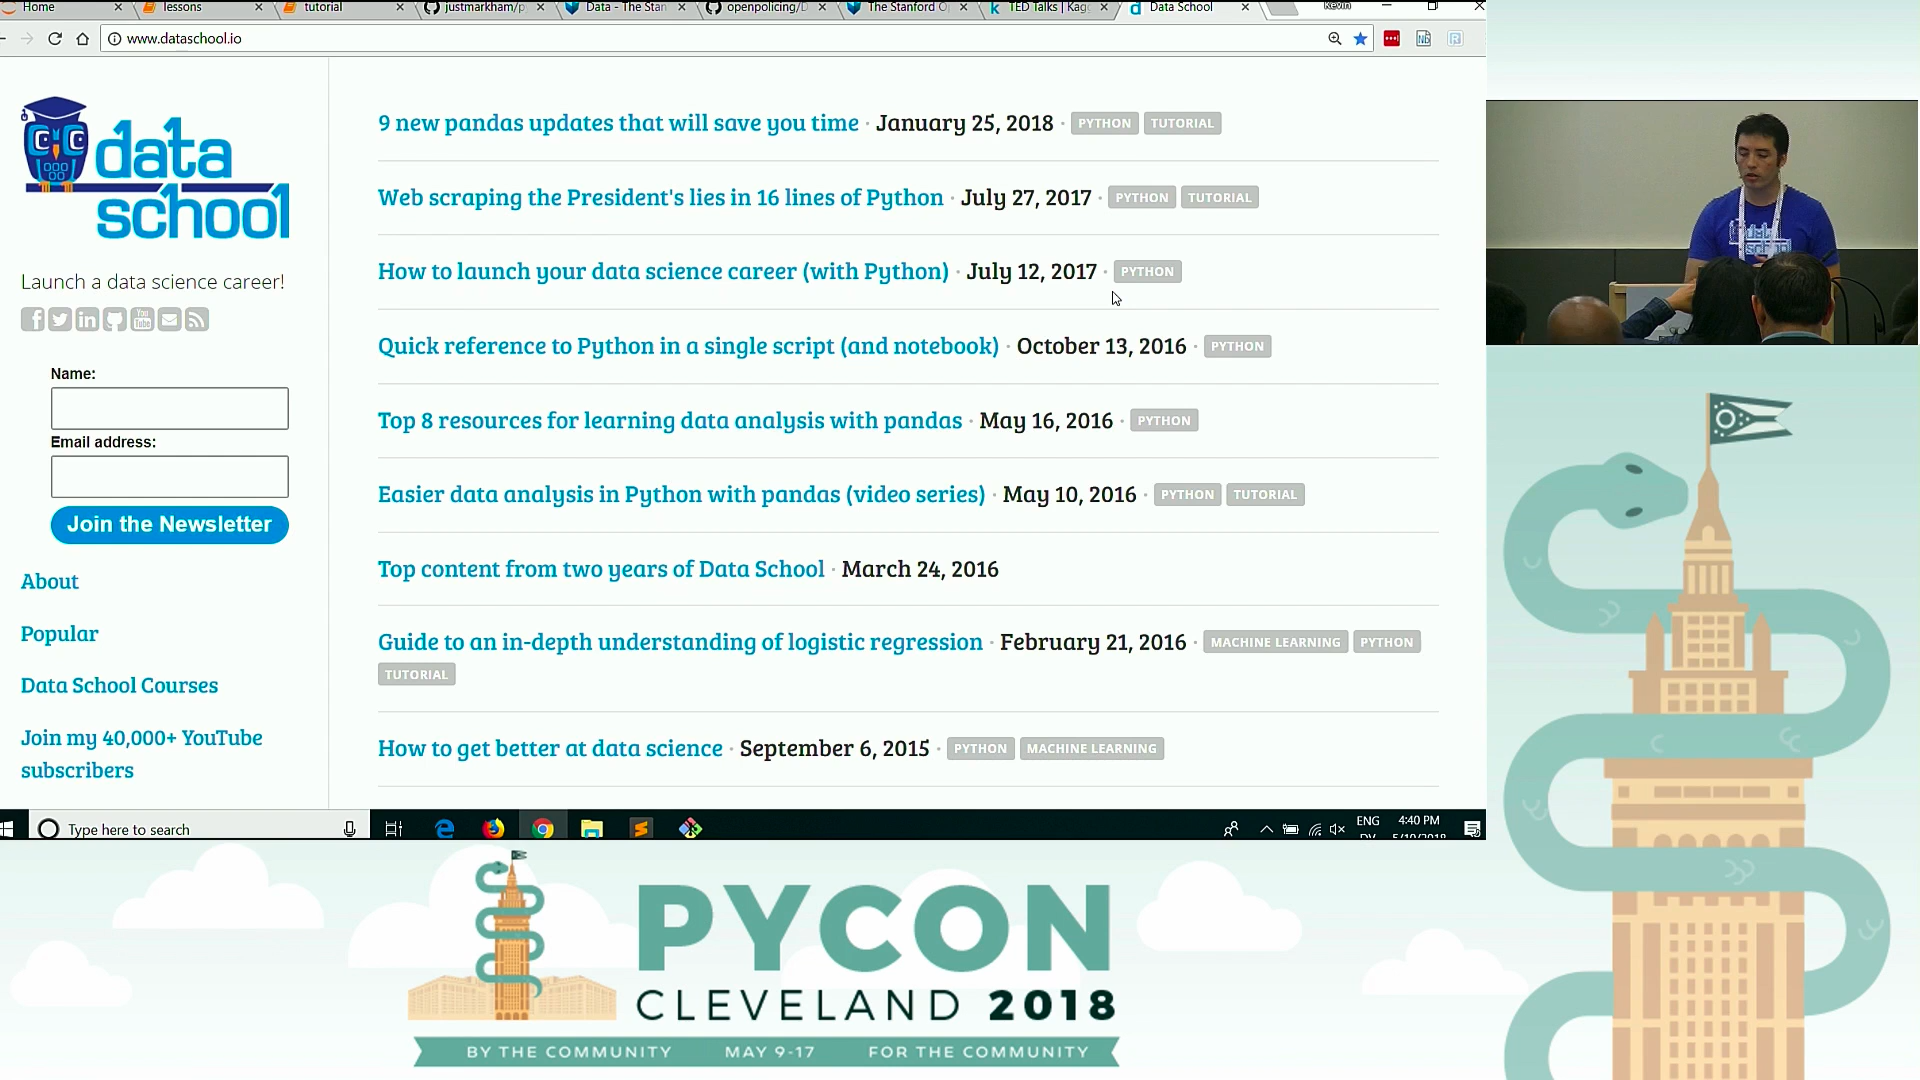 Home
lessons
tutorial
justmarkham/p
Data - The Stan
openpolicing/D
The Stanford O
TED Talks | Kagg
Data School
Kevin
www.dataschool.io
data
school
Launch a data science career!
Name:
Email address:
Join the Newsletter
About
Popular
Data School Courses
Join my 40,000+ YouTube
subscribers
9 new pandas updates that will save you time · January 25, 2018 · PYTHON TUTORIAL
Web scraping the President's lies in 16 lines of Python · July 27, 2017 · PYTHON TUTORIAL
How to launch your data science career (with Python) · July 12, 2017 · PYTHON
Quick reference to Python in a single script (and notebook) · October 13, 2016 · PYTHON
Top 8 resources for learning data analysis with pandas · May 16, 2016 · PYTHON
Easier data analysis in Python with pandas (video series) · May 10, 2016 · PYTHON TUTORIAL
Top content from two years of Data School · March 24, 2016
Guide to an in-depth understanding of logistic regression · February 21, 2016 · MACHINE LEARNING PYTHON
TUTORIAL
How to get better at data science · September 6, 2015 · PYTHON MACHINE LEARNING
Type here to search
ENG
4:40 PM
5/10/2018
data
school
PYCON
CLEVELAND 2018
BY THE COMMUNITY MAY 9-17 FOR THE COMMUNITY